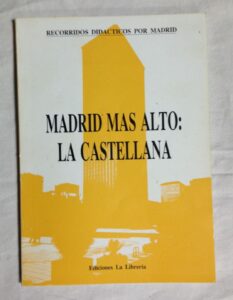 RECORRIDOS DIDACTICOS POR MADRID
MADRID MAS ALTO:
LA CASTELLANA
Ediciones La Librería